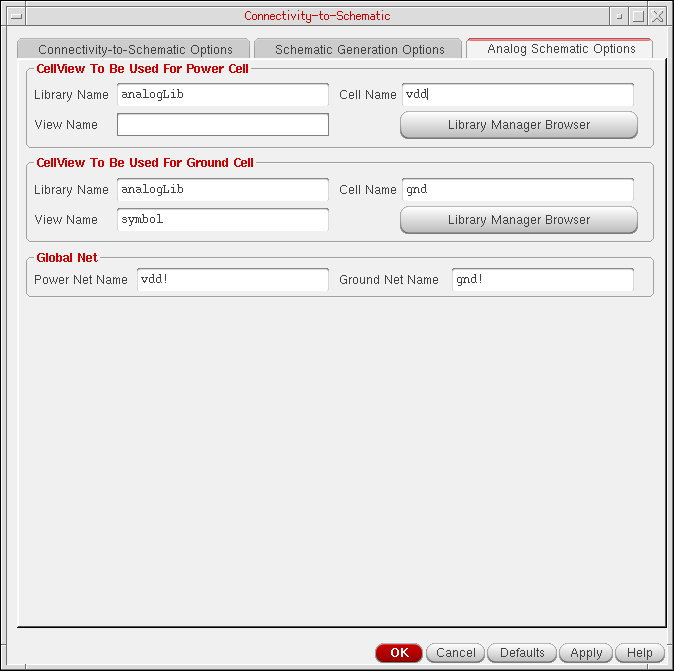 Connectivity-to-Schematic
Connectivity-to-Schematic Options Schematic Generation Options Analog Schematic Options
CellView To Be Used For Power Cell
Library Name analogLib Cell Name vdd
View Name Library Manager Browser
CellView To Be Used For Ground Cell
Library Name analogLib Cell Name gnd
View Name symbol Library Manager Browser
Global Net
Power Net Name vdd! Ground Net Name gnd!
OK Cancel Defaults Apply Help